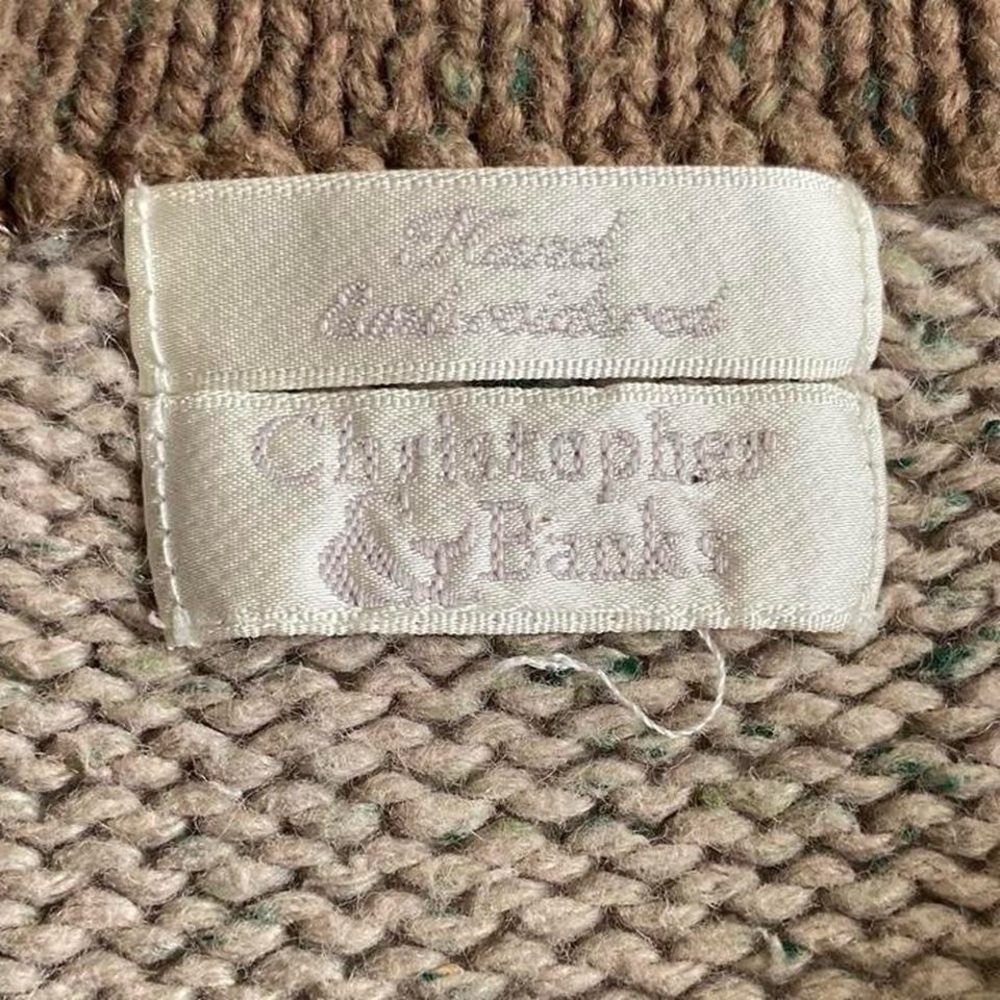 Hand
Embroidered
Christopher
& Banks